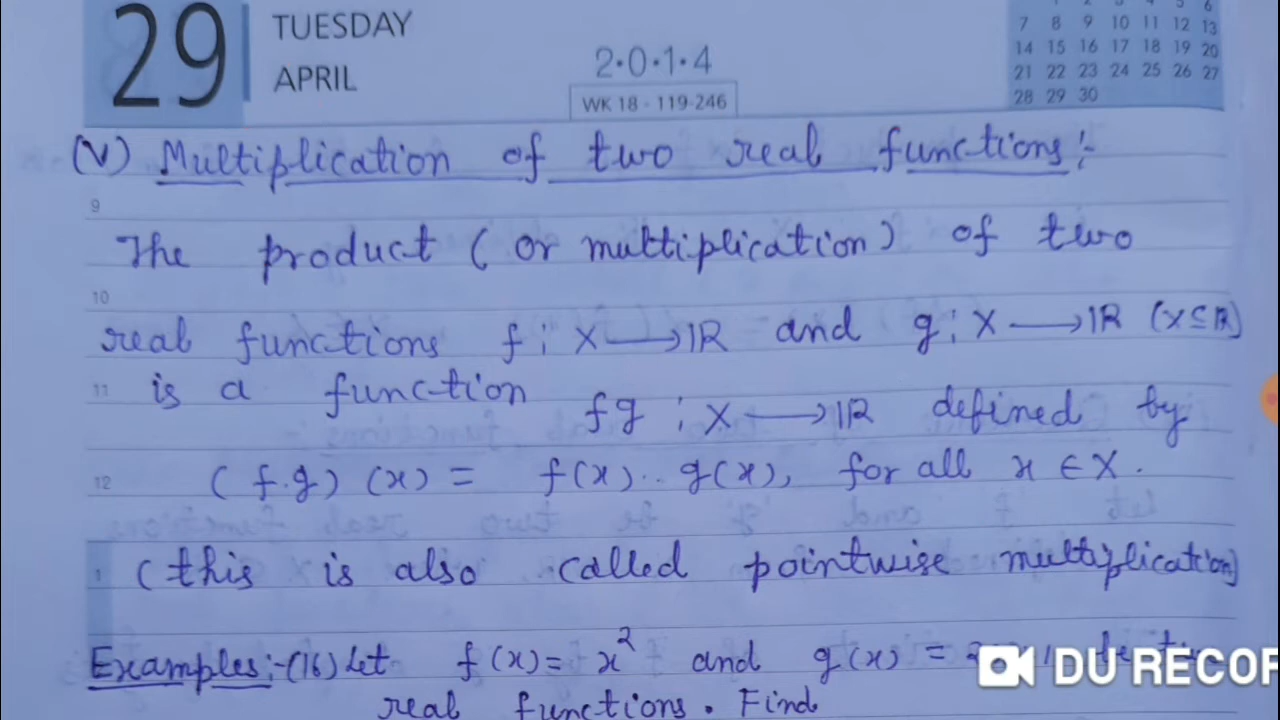 29 TUESDAY
APRIL
2·0·1·4
WK 18 - 119-246
6
7 8 9 10 11 12 13
14 15 16 17 18 19 20
21 22 23 24 25 26 27
28 29 30
(V) Multiplication of two real functions:-
9
The product (or multiplication) of two
10
real functions f: X⟶IR and g: X⟶IR (X⊆R)
11 is a function fg : X⟶IR defined by
12 (f.g)(x) = f(x).. g(x), for all x ∈ X.
1 (this is also called pointwise multiplication)
Examples:-(16) Let f(x) = x² and g(x) =
DU RECOR
real functions. Find